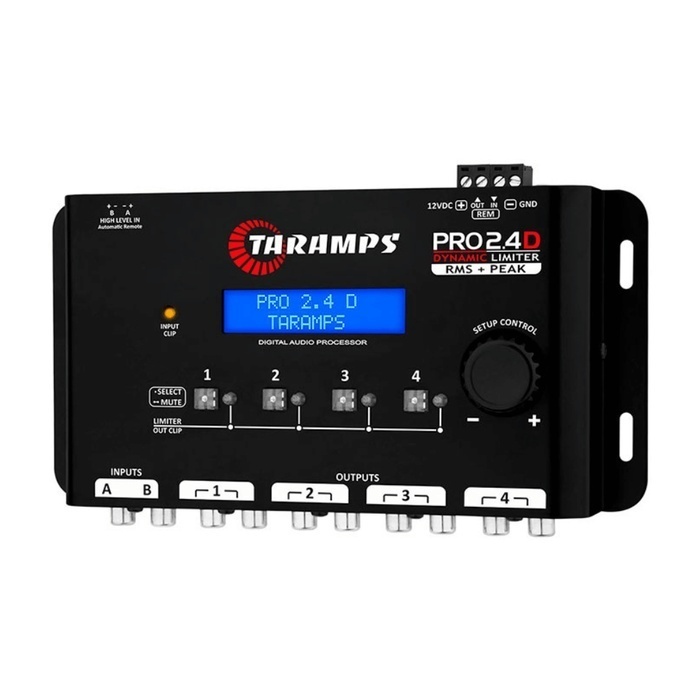 12VDC + OUT IN - GND
REM
+ - - +
B A
HIGH LEVEL IN
Automatic Remote
TARAMPS
PRO 2.4D
DYNAMIC LIMITER
RMS + PEAK
PRO 2.4 D
TARAMPS
DIGITAL AUDIO PROCESSOR
INPUT
CLIP
SETUP CONTROL
- +
1 2 3 4
•SELECT
•• MUTE
LIMITER
OUT CLIP
INPUTS
OUTPUTS
A B 1 2 3 4